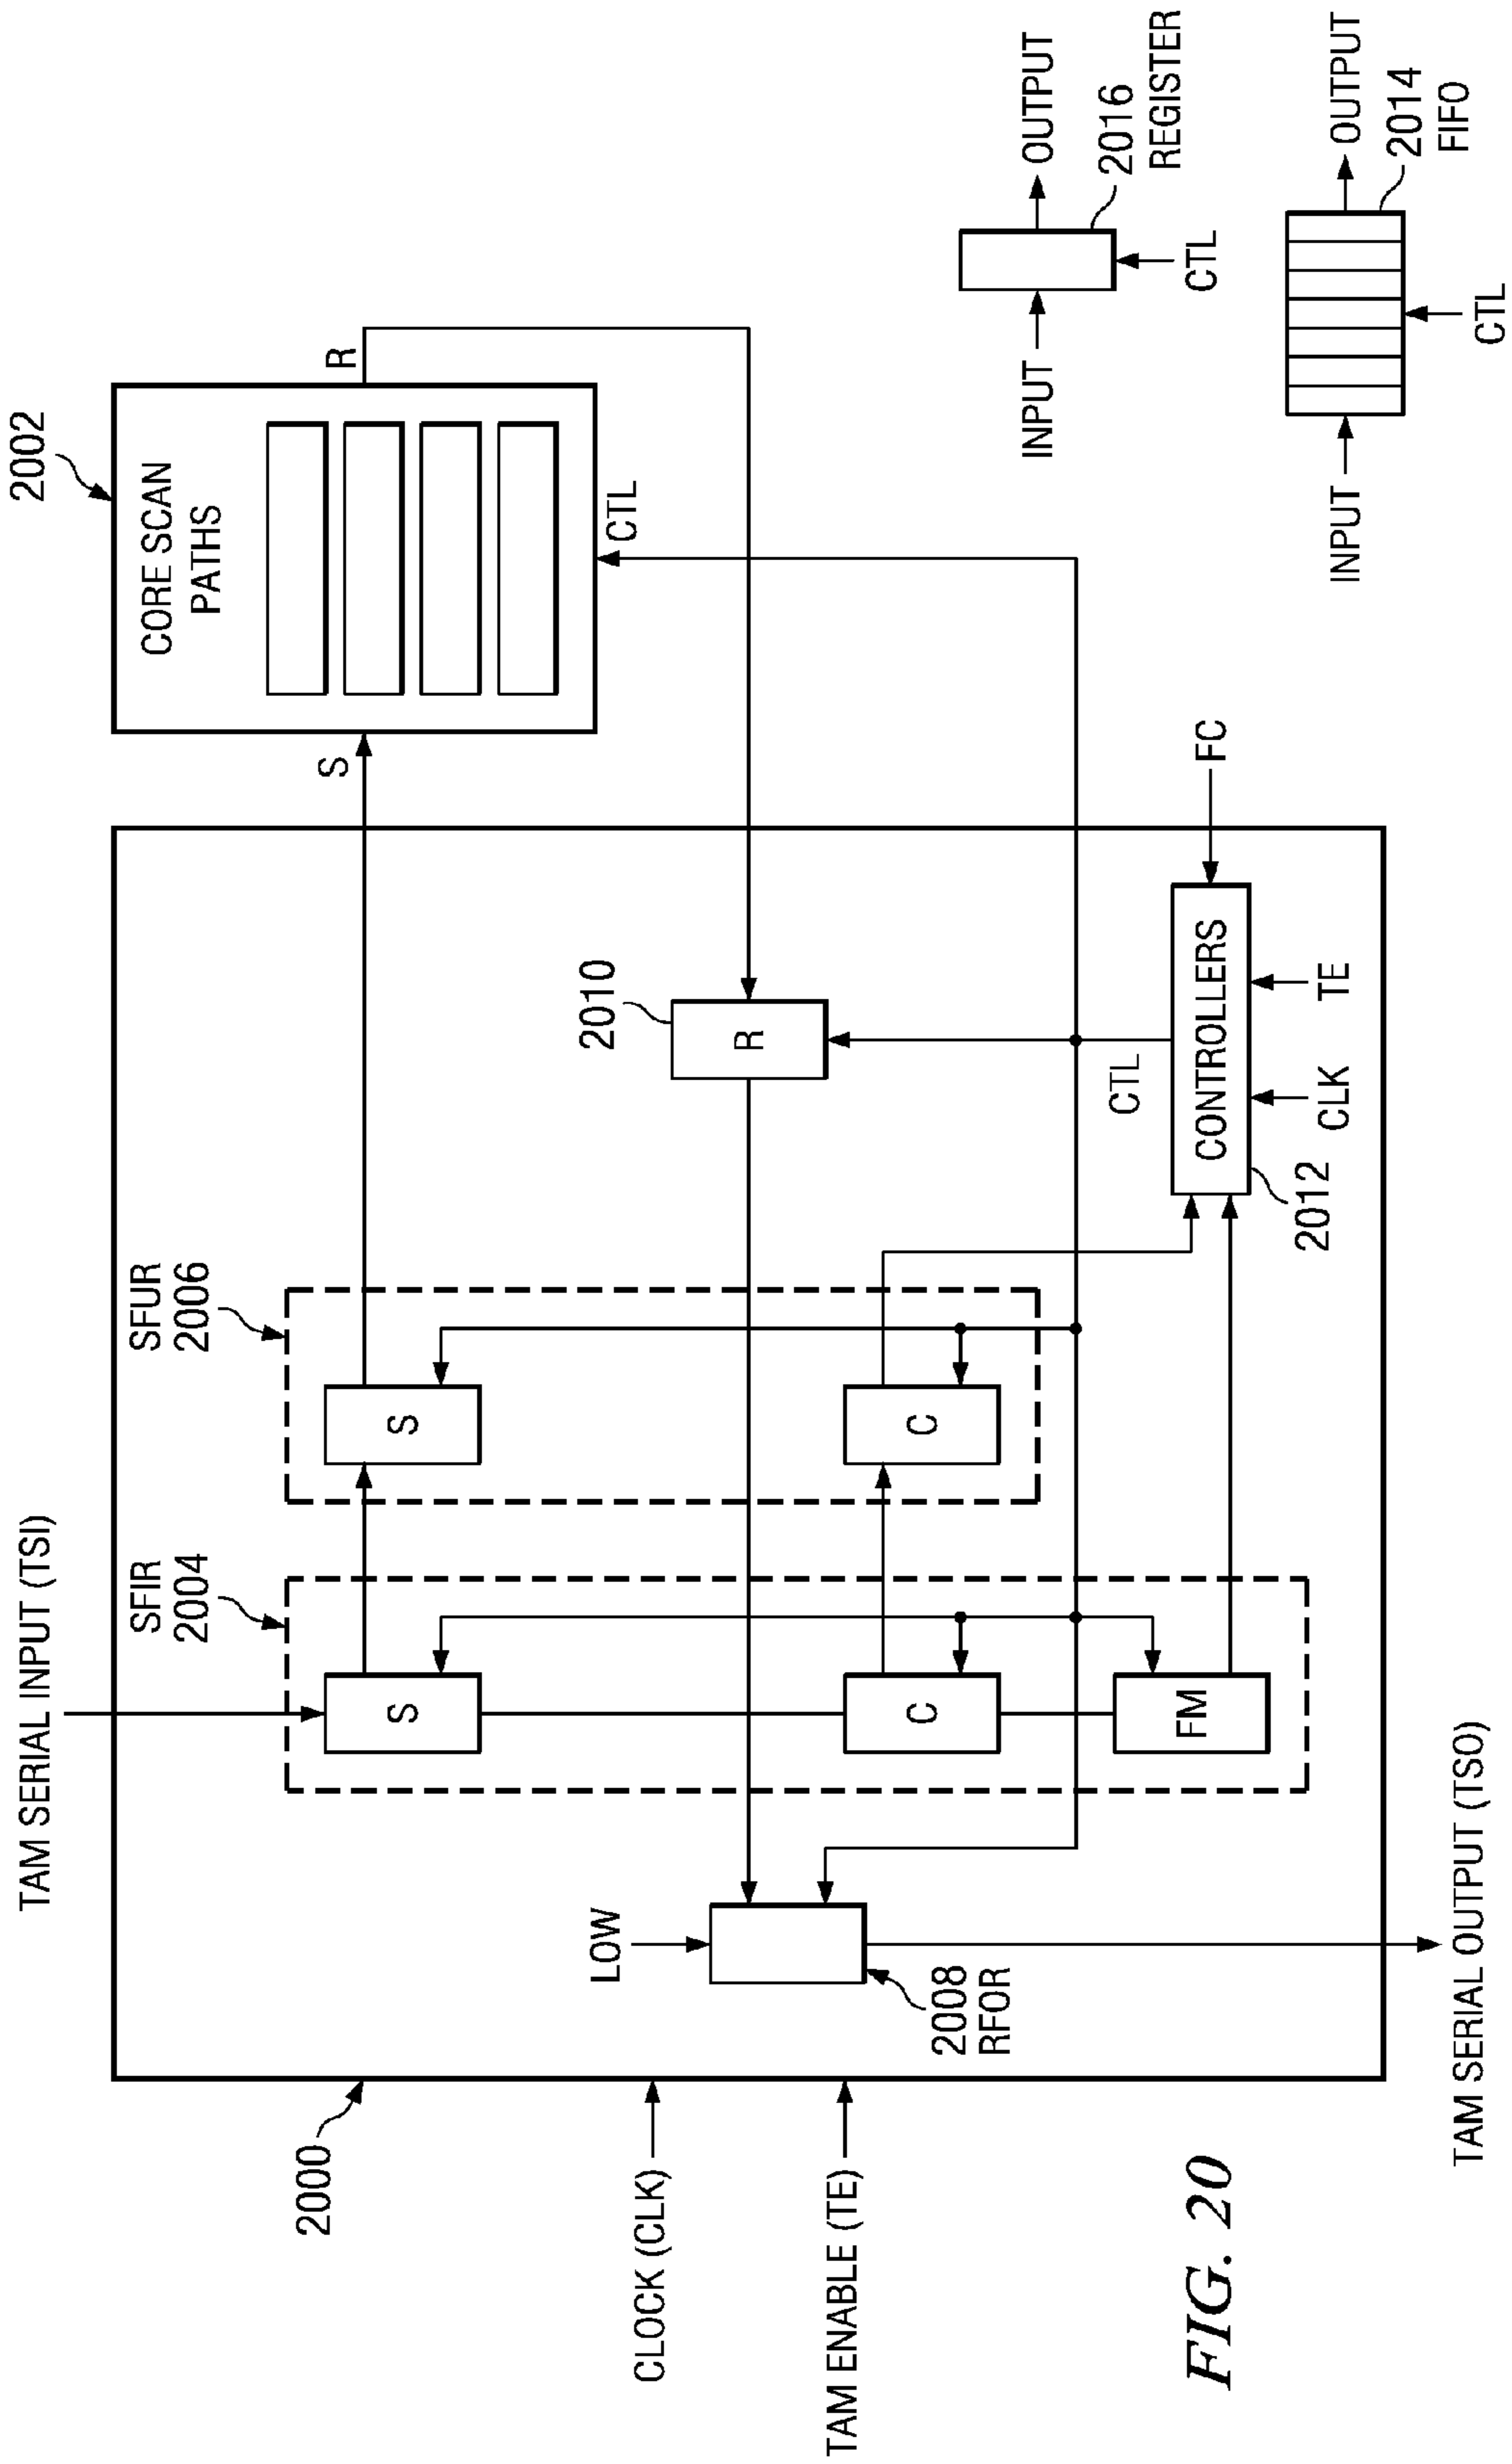 TAM SERIAL INPUT (TSI)
2000
CLOCK (CLK)
TAM ENABLE (TE)
SFIR
2004
SFUR
2006
S
S
S
2002
CORE SCAN
PATHS
R
CTL
LOW
2008
RFOR
2010
R
C
C
FM
CTL
CONTROLLERS
2012
CLK
TE
FC
TAM SERIAL OUTPUT (TSO)
INPUT
OUTPUT
2016
REGISTER
CTL
INPUT
OUTPUT
2014
FIFO
CTL
FIG. 20